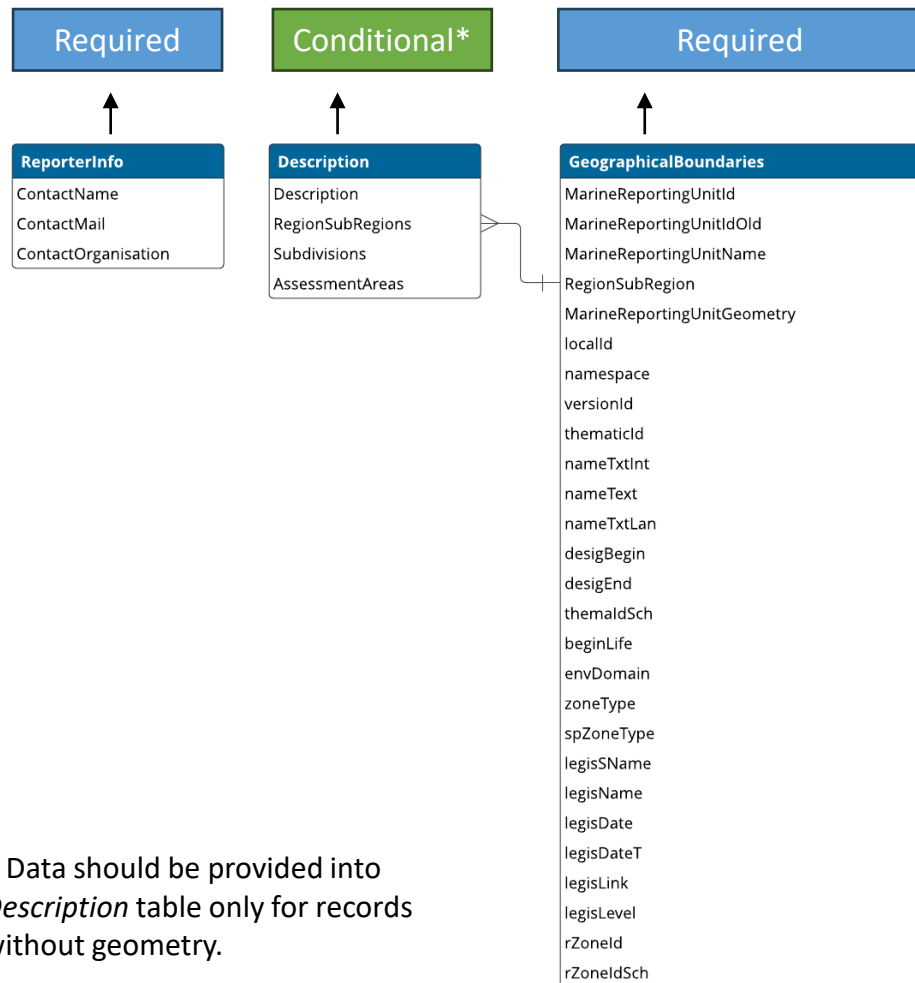 Required
Conditional*
Required
ReporterInfo
ContactName
ContactMail
ContactOrganisation
Description
Description
RegionSubRegions
Subdivisions
AssessmentAreas
GeographicalBoundaries
MarineReportingUnitId
MarineReportingUnitIdOld
MarineReportingUnitName
RegionSubRegion
MarineReportingUnitGeometry
localId
namespace
versionId
thematicId
nameTxtInt
nameText
nameTxtLan
desigBegin
desigEnd
themaIdSch
beginLife
envDomain
zoneType
spZoneType
legisSName
legisName
legisDate
legisDateT
legisLink
legisLevel
rZoneId
rZoneIdSch
Data should be provided into
Description table only for records
without geometry.